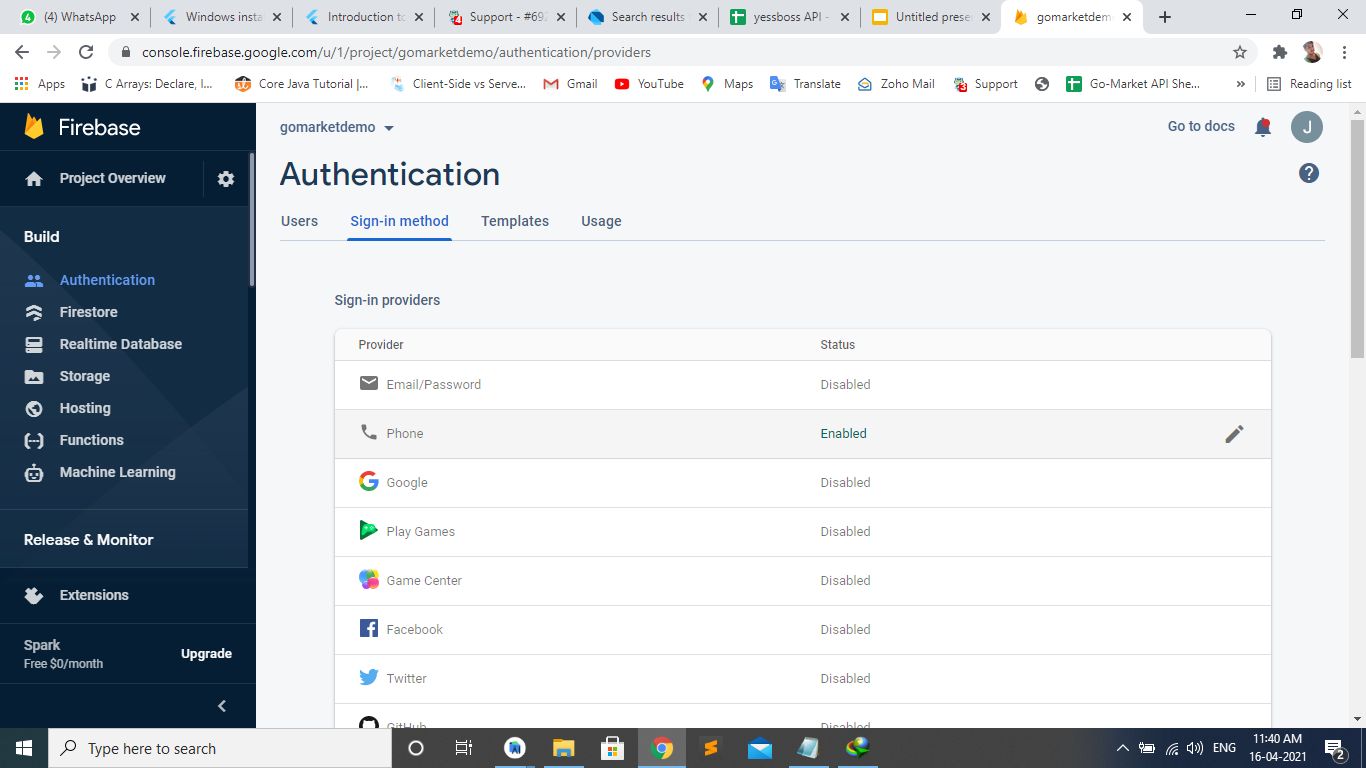 (4) WhatsApp
Windows insta
Introduction to
Support - #692
Search results
yessboss API -
Untitled prese
gomarketdem
console.firebase.google.com/u/1/project/gomarketdemo/authentication/providers
Apps
C Arrays: Declare, I...
Core Java Tutorial |...
Client-Side vs Serve...
Gmail
YouTube
Maps
Translate
Zoho Mail
Support
Go-Market API She...
»
Reading list
Firebase
gomarketdemo
Go to docs
J
Project Overview
Authentication
Users
Sign-in method
Templates
Usage
Build
Authentication
Firestore
Realtime Database
Storage
Hosting
Functions
Machine Learning
Release & Monitor
Extensions
Spark
Free $0/month
Upgrade
Sign-in providers
Provider Status
Email/Password Disabled
Phone Enabled
Google Disabled
Play Games Disabled
Game Center Disabled
Facebook Disabled
Twitter Disabled
GitHub Disabled
Type here to search
ENG
11:40 AM
16-04-2021
2